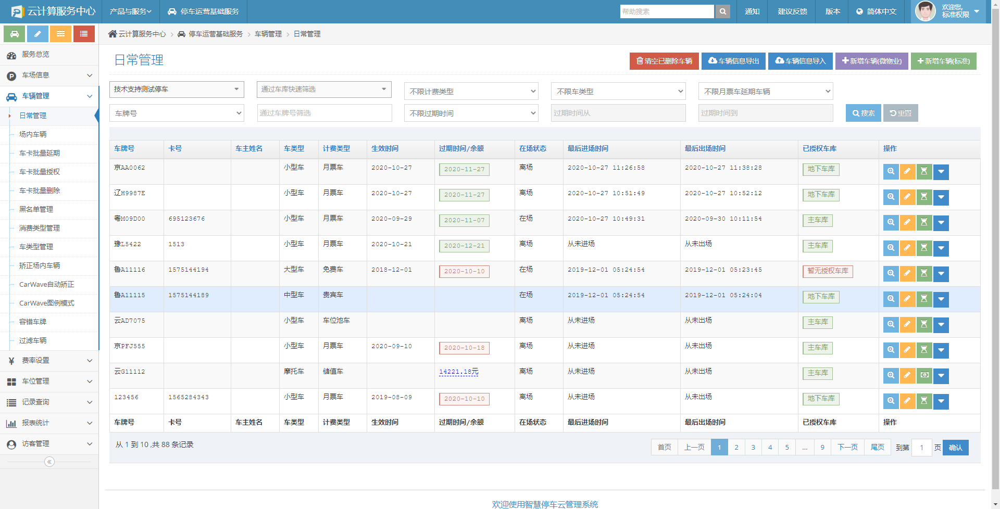 云计算服务中心 产品与服务 停车运营基础服务 帮助搜索 通知 建议反馈 版本 简体中文 欢迎您,
标准权限
云计算服务中心 > 停车运营基础服务 > 车辆管理 > 日常管理
服务总览
车场信息
车辆管理
日常管理
场内车辆
车卡批量延期
车卡批量授权
车卡批量删除
黑名单管理
消费类型管理
车类型管理
矫正场内车辆
CarWave自动矫正
CarWave图例模式
容错车牌
过滤车辆
费率设置
车位管理
记录查询
报表统计
访客管理
日常管理 清空已删除车辆 车辆信息导出 车辆信息导入 新增车辆(微物业) 新增车辆(标准)
技术支持测试停车 通过车库快速筛选 不限计费类型 不限车类型 不限月票车延期车辆
车牌号 通过车牌号筛选 不限过期时间 过期时间从 过期时间到 搜索 重置
车牌号 卡号 车主姓名 车类型 计费类型 生效时间 过期时间/余额 在场状态 最后进场时间 最后出场时间 已授权车库 操作
京AA0062 小型车 月票车 2020-10-27 2020-11-27 离场 2020-10-27 11:26:58 2020-10-27 11:38:28 地下车库
辽H9987E 小型车 月票车 2020-10-27 2020-11-27 离场 2020-10-27 10:51:49 2020-10-27 10:52:12 地下车库
粤M09D00 695123676 小型车 月票车 2020-09-29 2020-11-07 在场 2020-10-27 10:49:31 2020-09-30 10:11:54 主车库
豫L5422 1513 小型车 月票车 2020-10-21 2020-12-21 离场 从未进场 从未出场 主车库
鲁A11116 1575144194 大型车 免费车 2018-12-01 2020-10-10 在场 2019-12-01 05:24:54 2019-12-01 05:23:45 暂无授权车库
鲁A11115 1575144189 中型车 贵宾车 在场 2019-12-01 05:24:54 2019-12-01 05:24:04 地下车库
云AD7075 小型车 车位池车 离场 从未进场 从未出场 主车库
京PFJ555 小型车 月票车 2020-09-10 2020-10-18 离场 从未进场 从未出场 主车库
云G11112 摩托车 储值车 14221.18元 离场 从未进场 从未出场 主车库
123456 1565284343 小型车 月票车 2019-08-09 2020-10-10 离场 从未进场 从未出场 地下车库
车牌号 卡号 车主姓名 车类型 计费类型 生效时间 过期时间/余额 在场状态 最后进场时间 最后出场时间 已授权车库 操作
从 1 到 10 ,共 88 条记录 首页 上一页 1 2 3 4 5 ... 9 下一页 尾页 到第 1 页 确认
欢迎使用智慧停车云管理系统